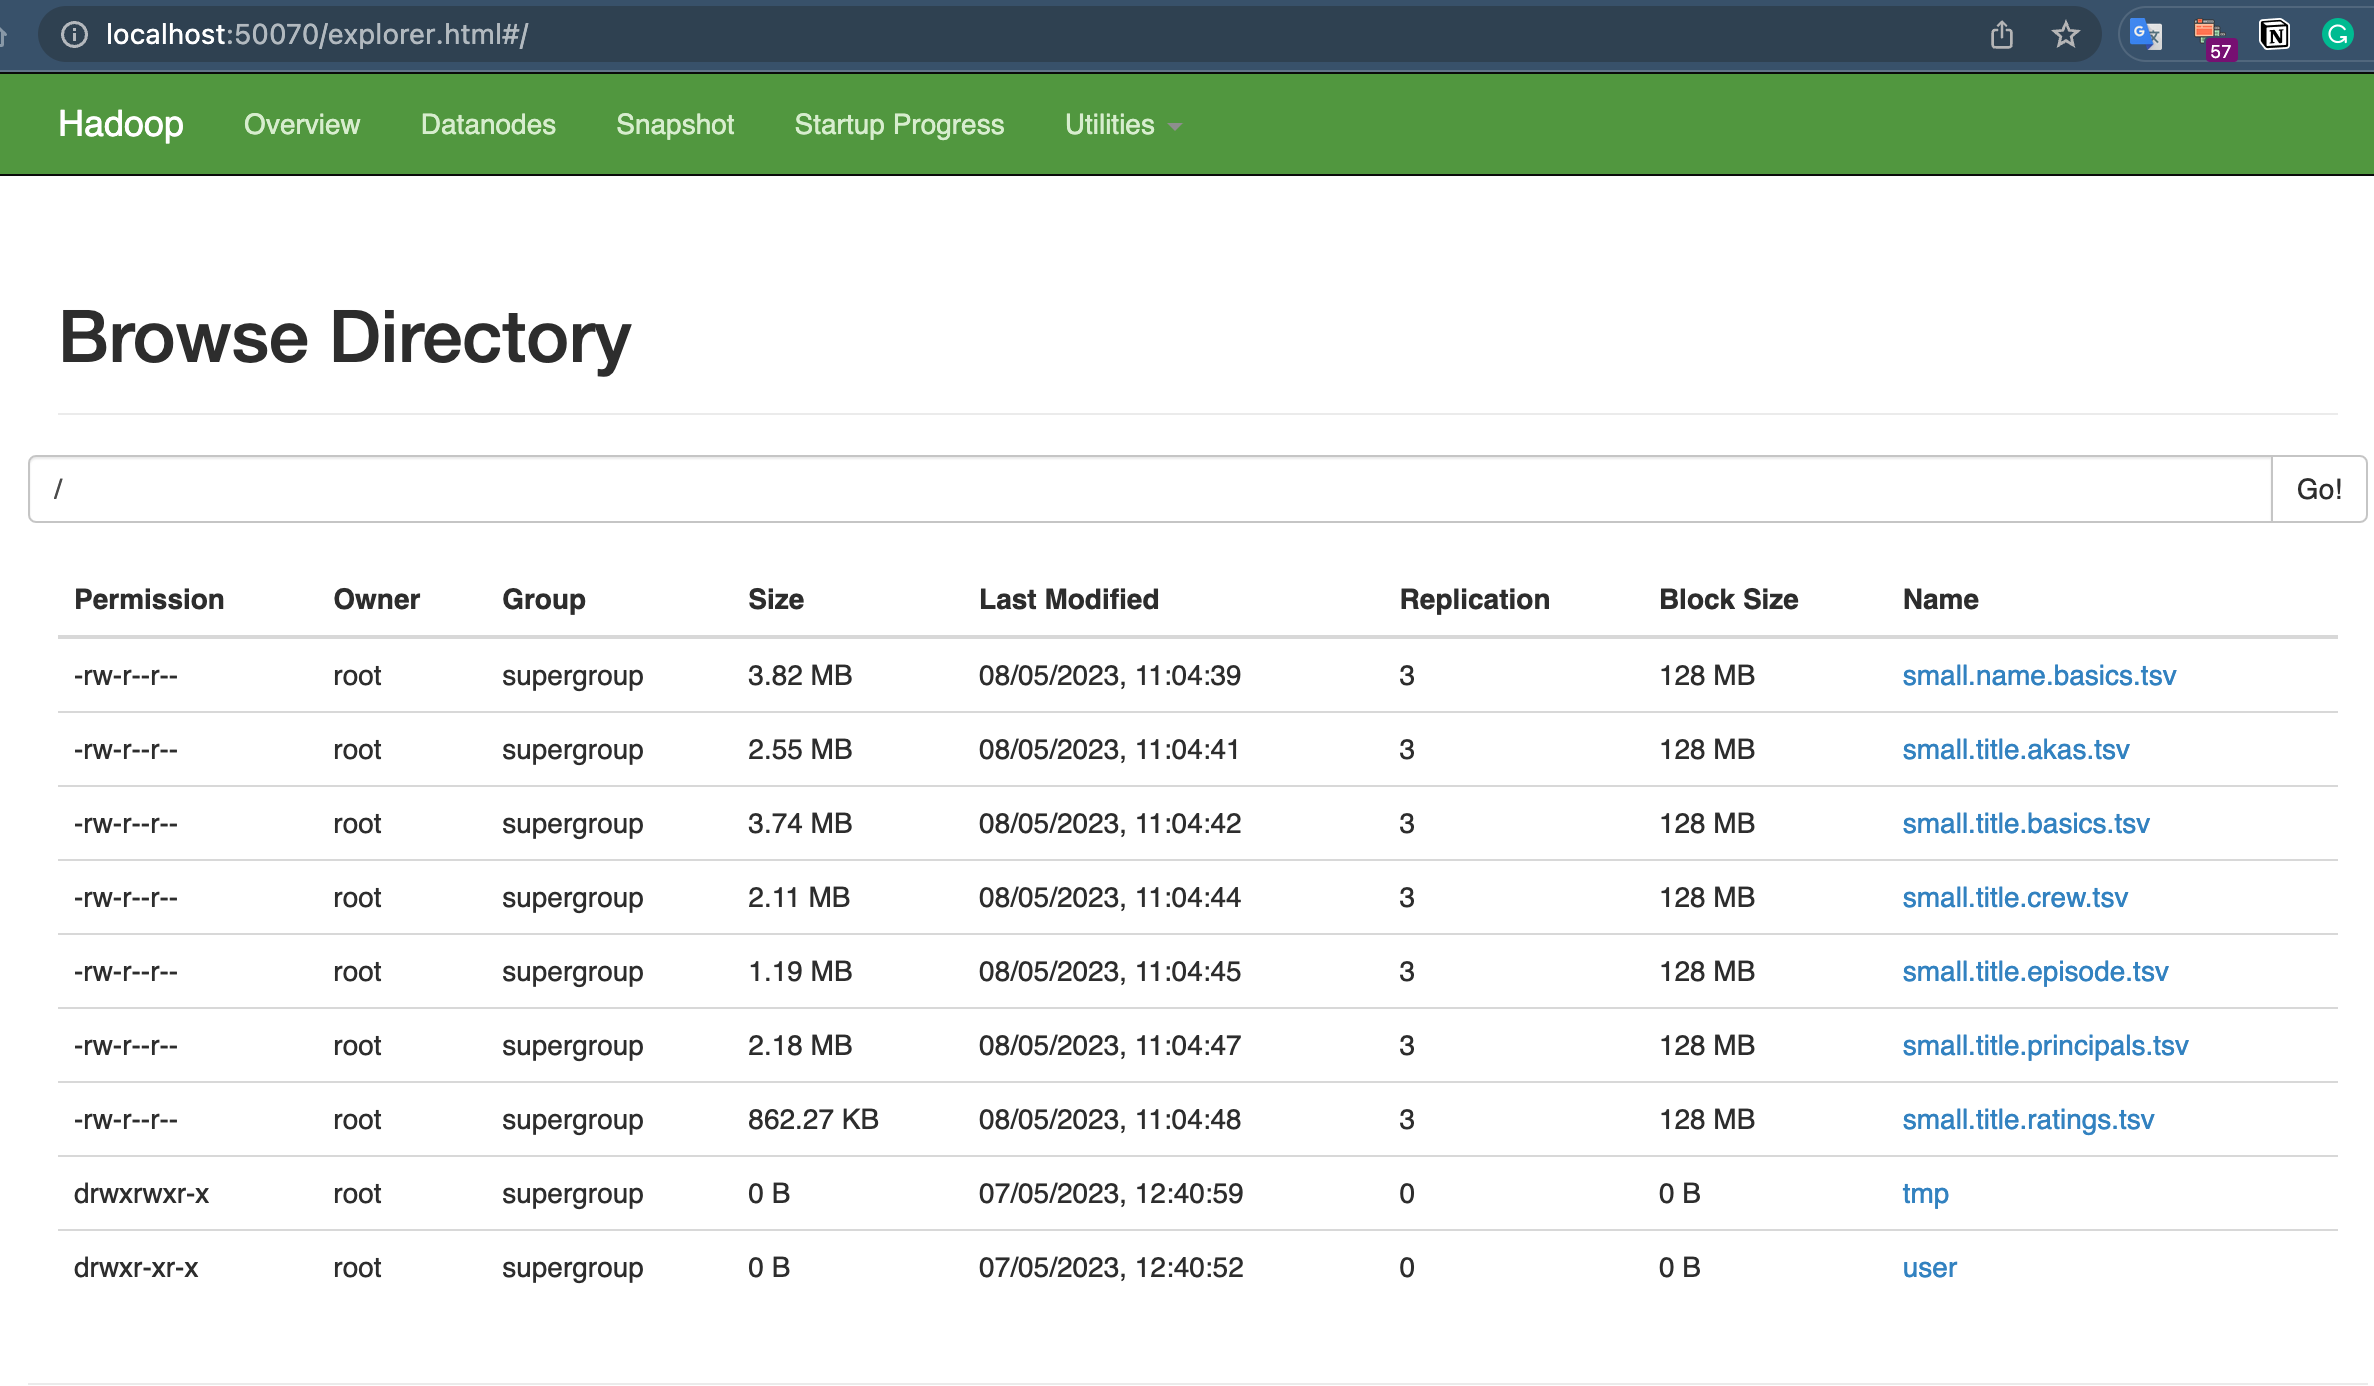 localhost:50070/explorer.html#/
57
Hadoop Overview Datanodes Snapshot Startup Progress Utilities
Browse Directory
/ Go!
Permission Owner Group Size Last Modified Replication Block Size Name
-rw-r--r-- root supergroup 3.82 MB 08/05/2023, 11:04:39 3 128 MB small.name.basics.tsv
-rw-r--r-- root supergroup 2.55 MB 08/05/2023, 11:04:41 3 128 MB small.title.akas.tsv
-rw-r--r-- root supergroup 3.74 MB 08/05/2023, 11:04:42 3 128 MB small.title.basics.tsv
-rw-r--r-- root supergroup 2.11 MB 08/05/2023, 11:04:44 3 128 MB small.title.crew.tsv
-rw-r--r-- root supergroup 1.19 MB 08/05/2023, 11:04:45 3 128 MB small.title.episode.tsv
-rw-r--r-- root supergroup 2.18 MB 08/05/2023, 11:04:47 3 128 MB small.title.principals.tsv
-rw-r--r-- root supergroup 862.27 KB 08/05/2023, 11:04:48 3 128 MB small.title.ratings.tsv
drwxrwxr-x root supergroup 0 B 07/05/2023, 12:40:59 0 0 B tmp
drwxr-xr-x root supergroup 0 B 07/05/2023, 12:40:52 0 0 B user